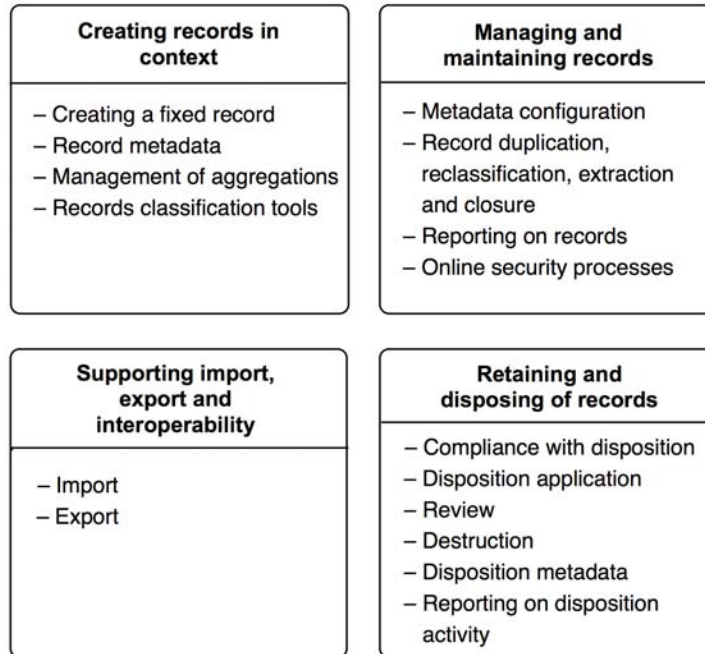 Creating records in
context
– Creating a fixed record
– Record metadata
– Management of aggregations
– Records classification tools
Managing and
maintaining records
– Metadata configuration
– Record duplication,
reclassification, extraction
and closure
– Reporting on records
– Online security processes
Supporting import,
export and
interoperability
– Import
– Export
Retaining and
disposing of records
– Compliance with disposition
– Disposition application
– Review
– Destruction
– Disposition metadata
– Reporting on disposition
activity